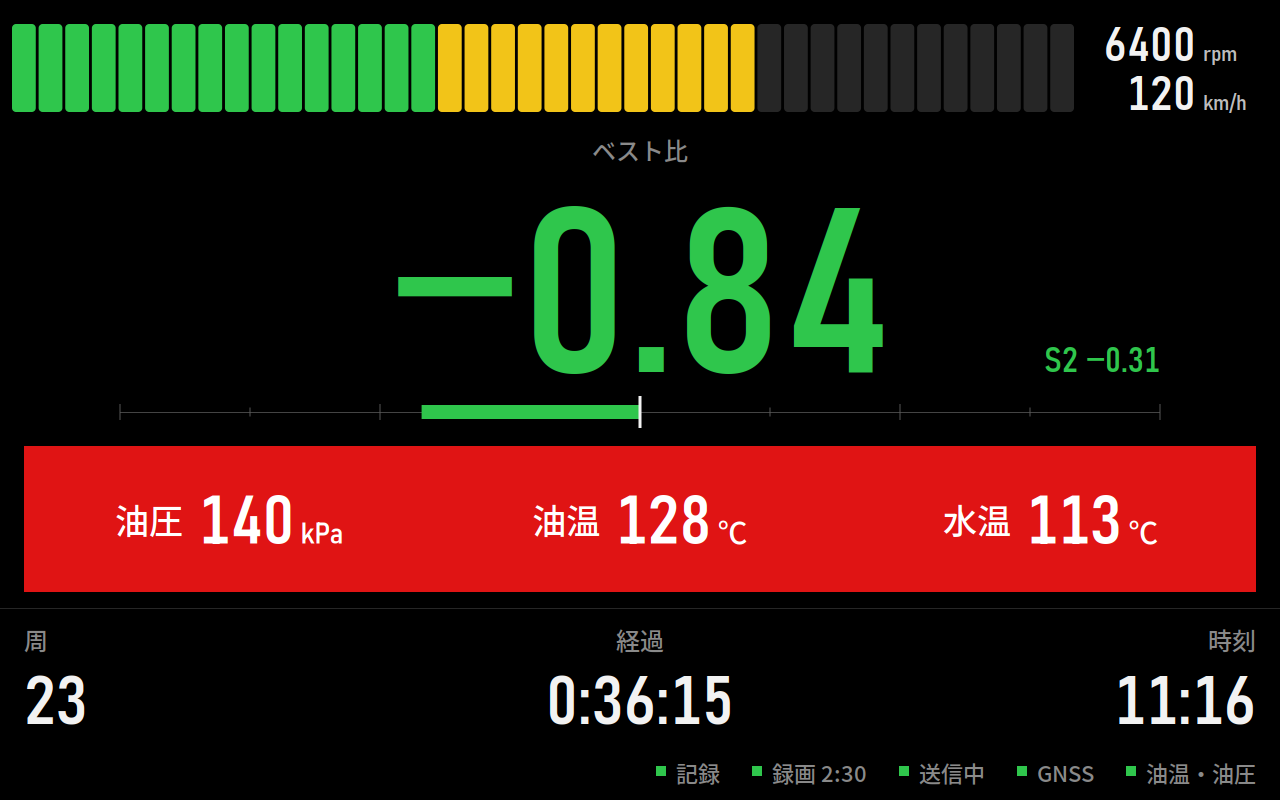 6400 rpm
120 km/h
ベスト比
−0.84
S2 −0.31
油圧 140 kPa
油温 128 °C
水温 113 °C
周
経過
時刻
23
0:36:15
11:16
記録
録画 2:30
送信中
GNSS
油温・油圧